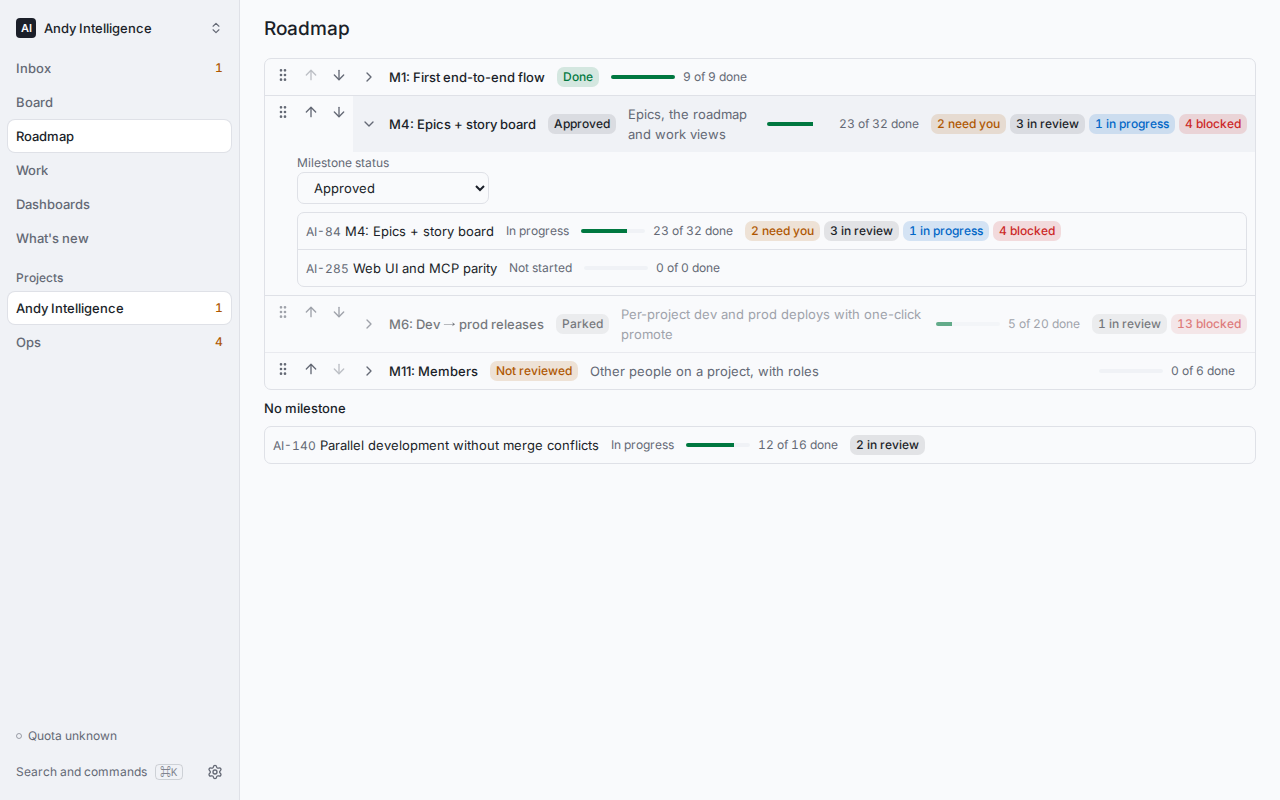 AI Andy Intelligence
Inbox 1
Board
Roadmap
Work
Dashboards
What's new
Projects
Andy Intelligence 1
Ops 4
Quota unknown
Search and commands ⌘K
Roadmap
M1: First end-to-end flow Done 9 of 9 done
M4: Epics + story board Approved Epics, the roadmap
and work views 23 of 32 done 2 need you 3 in review 1 in progress 4 blocked
Milestone status
Approved
AI-84 M4: Epics + story board In progress 23 of 32 done 2 need you 3 in review 1 in progress 4 blocked
AI-285 Web UI and MCP parity Not started 0 of 0 done
M6: Dev → prod releases Parked Per-project dev and prod deploys with one-click
promote 5 of 20 done 1 in review 13 blocked
M11: Members Not reviewed Other people on a project, with roles 0 of 6 done
No milestone
AI-140 Parallel development without merge conflicts In progress 12 of 16 done 2 in review